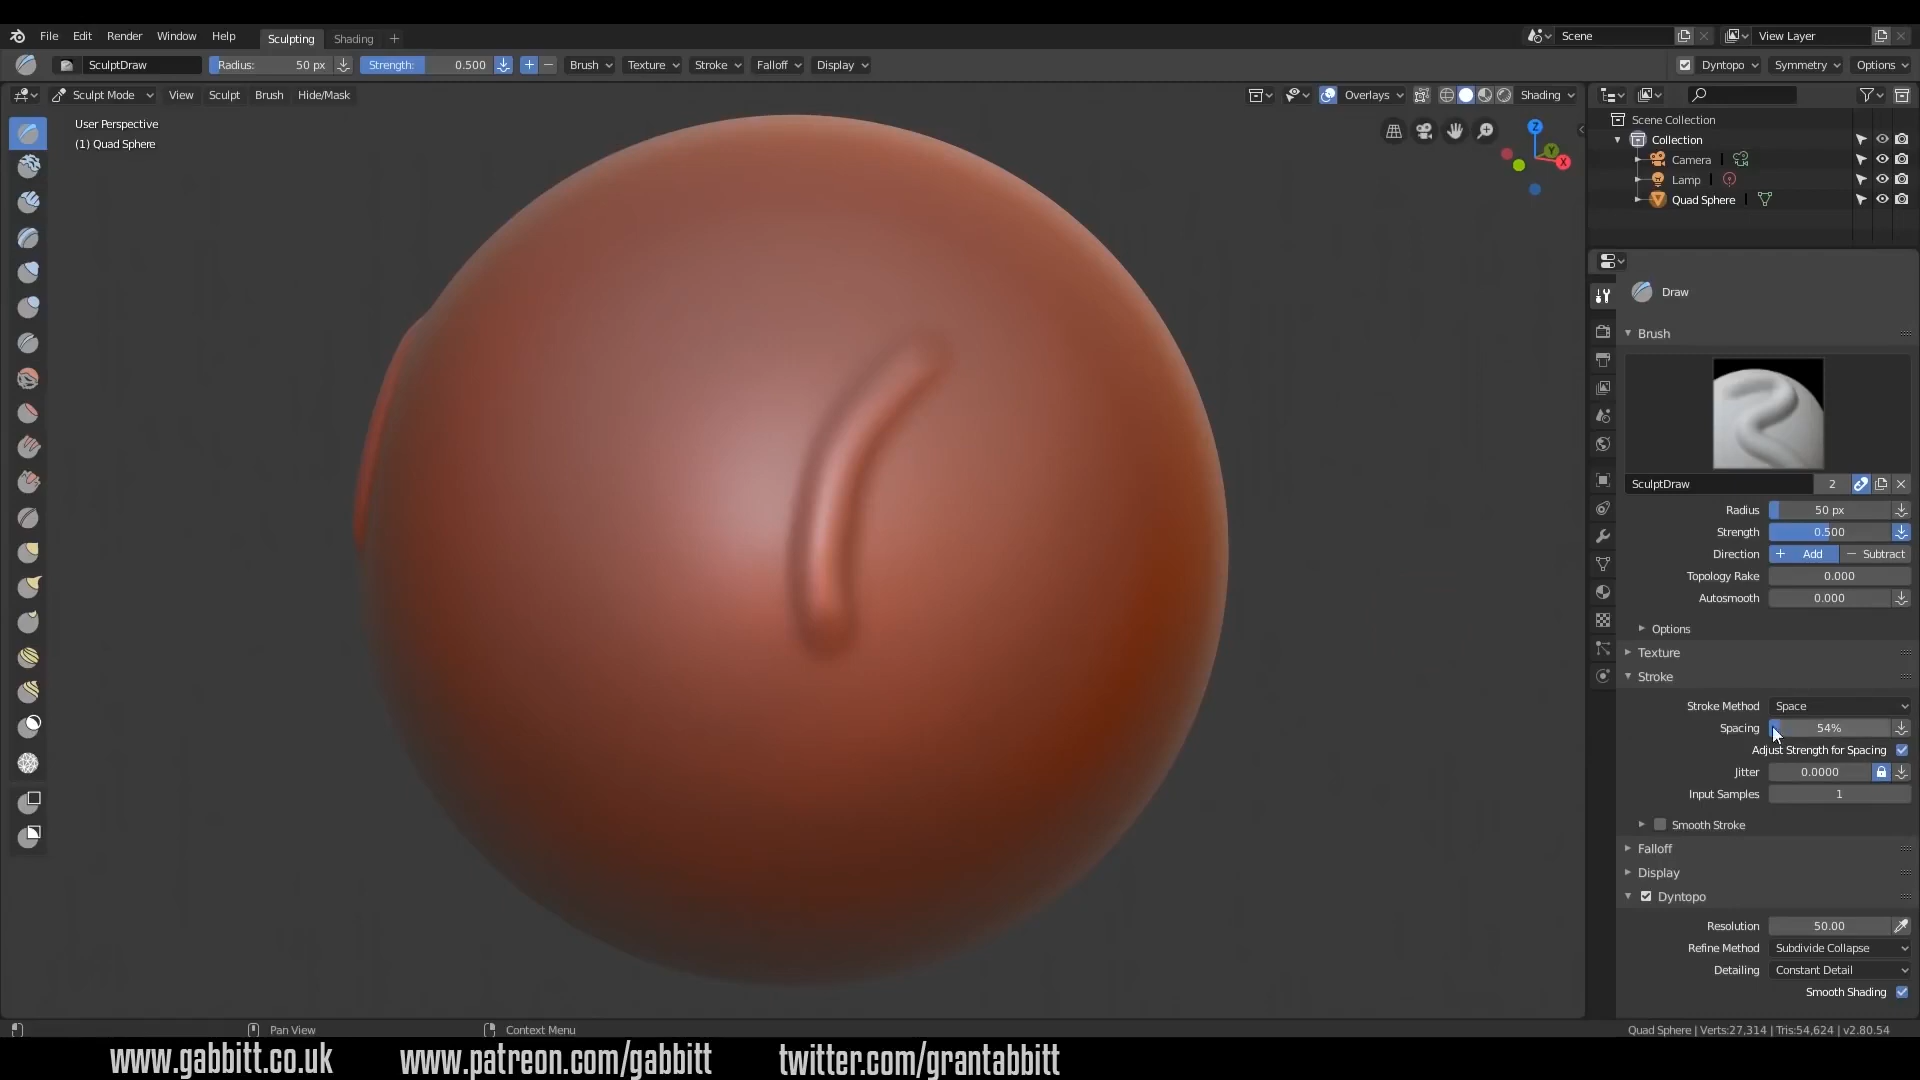 File Edit Render Window Help Sculpting Shading + Scene View Layer
SculptDraw Radius: 50 px Strength: 0.500 Brush Texture Stroke Falloff Display Dyntopo Symmetry Options
Sculpt Mode View Sculpt Brush Hide/Mask Overlays Shading
User Perspective
(1) Quad Sphere
Z
Y
X
Scene Collection
Collection
Camera
Lamp
Quad Sphere
Draw
Brush
SculptDraw 2
Radius 50 px
Strength 0.500
Direction + Add − Subtract
Topology Rake 0.000
Autosmooth 0.000
Options
Texture
Stroke
Stroke Method Space
Spacing 54%
Adjust Strength for Spacing
Jitter 0.0000
Input Samples 1
Smooth Stroke
Falloff
Display
Dyntopo
Resolution 50.00
Refine Method Subdivide Collapse
Detailing Constant Detail
Smooth Shading
Pan View Context Menu Quad Sphere | Verts:27,314 | Tris:54,624 | v2.80.54
www.gabbitt.co.uk www.patreon.com/gabbitt twitter.com/grantabbitt